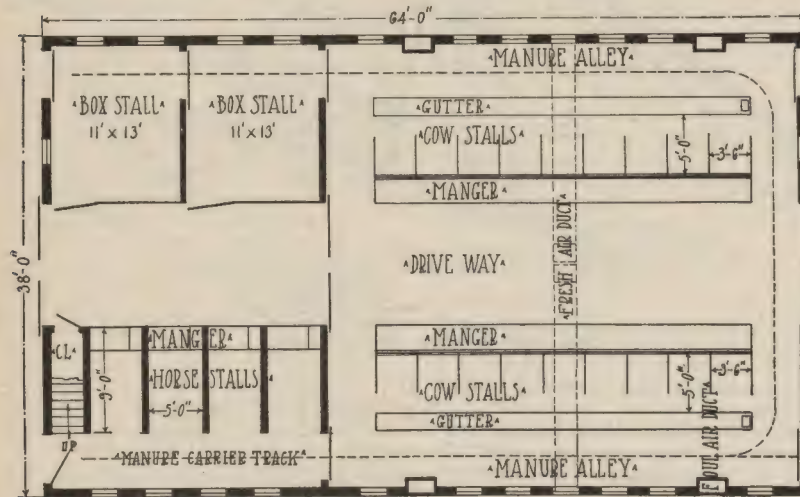 64'-0"
MANURE ALLEY
BOX STALL
11' x 13'
BOX STALL
11' x 13'
GUTTER
COW STALLS
5'-0"
3'-6"
MANGER
38'-0"
DRIVE WAY
FRESH AIR DUCT
MANGER
MANGER
CL
9'-0"
HORSE STALLS
5'-0"
COW STALLS
5'-0"
3'-6"
GUTTER
FOUL AIR DUCT
UP
MANURE CARRIER TRACK
MANURE ALLEY